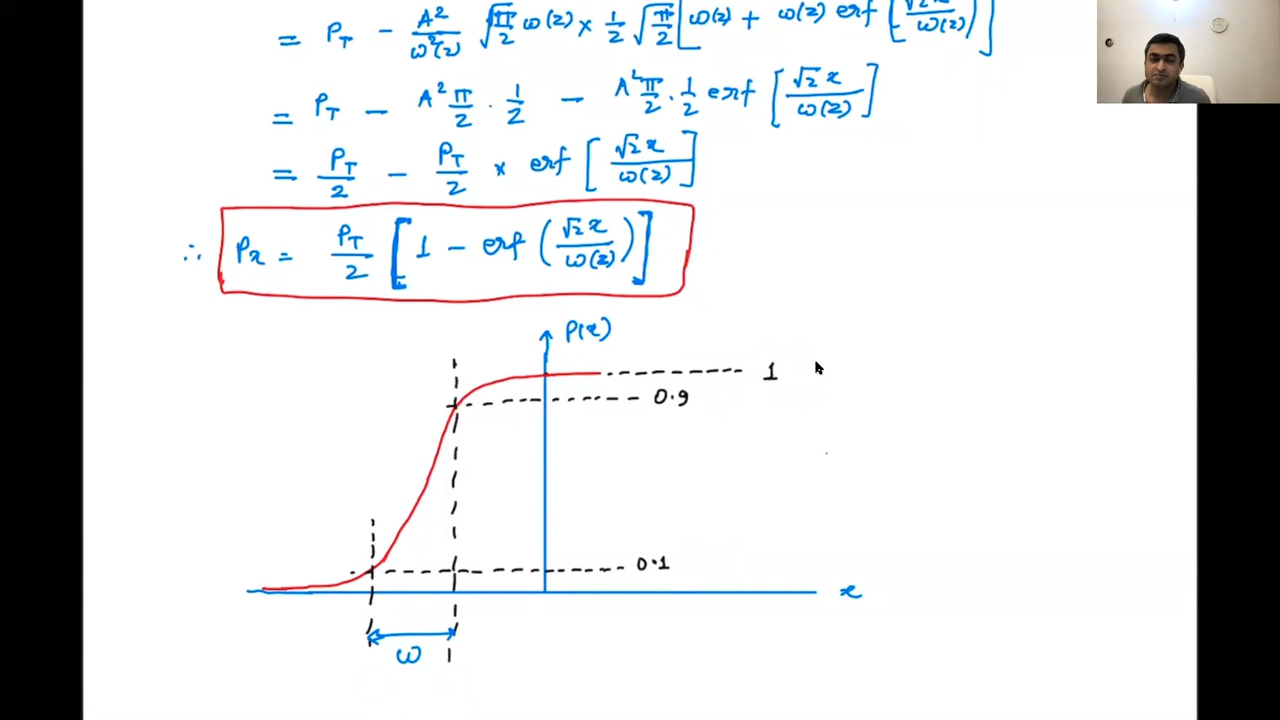 = P_T - A²/ω²(z) √π/2 ω(z) × 1/2 √π/2 [ω(z) + ω(z) erf [√2x/ω(z)]]
= P_T - A² π/2 · 1/2 - A² π/2 · 1/2 erf [√2 x/ω(z)]
= P_T/2 - P_T/2 × erf [√2 x/ω(z)]
∴ P_x = P_T/2 [1 - erf (√2 x/ω(z))]
P(x)
1
0.9
0.1
x
ω